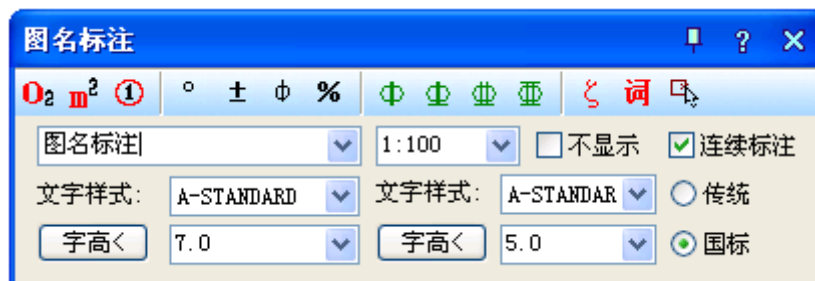 图名标注 ?
O₂ m² ① ° ± ф % ζ 词
图名标注 1:100 不显示 连续标注
文字样式: A-STANDARD 文字样式: A-STANDAR 传统
字高< 7.0 字高< 5.0 国标